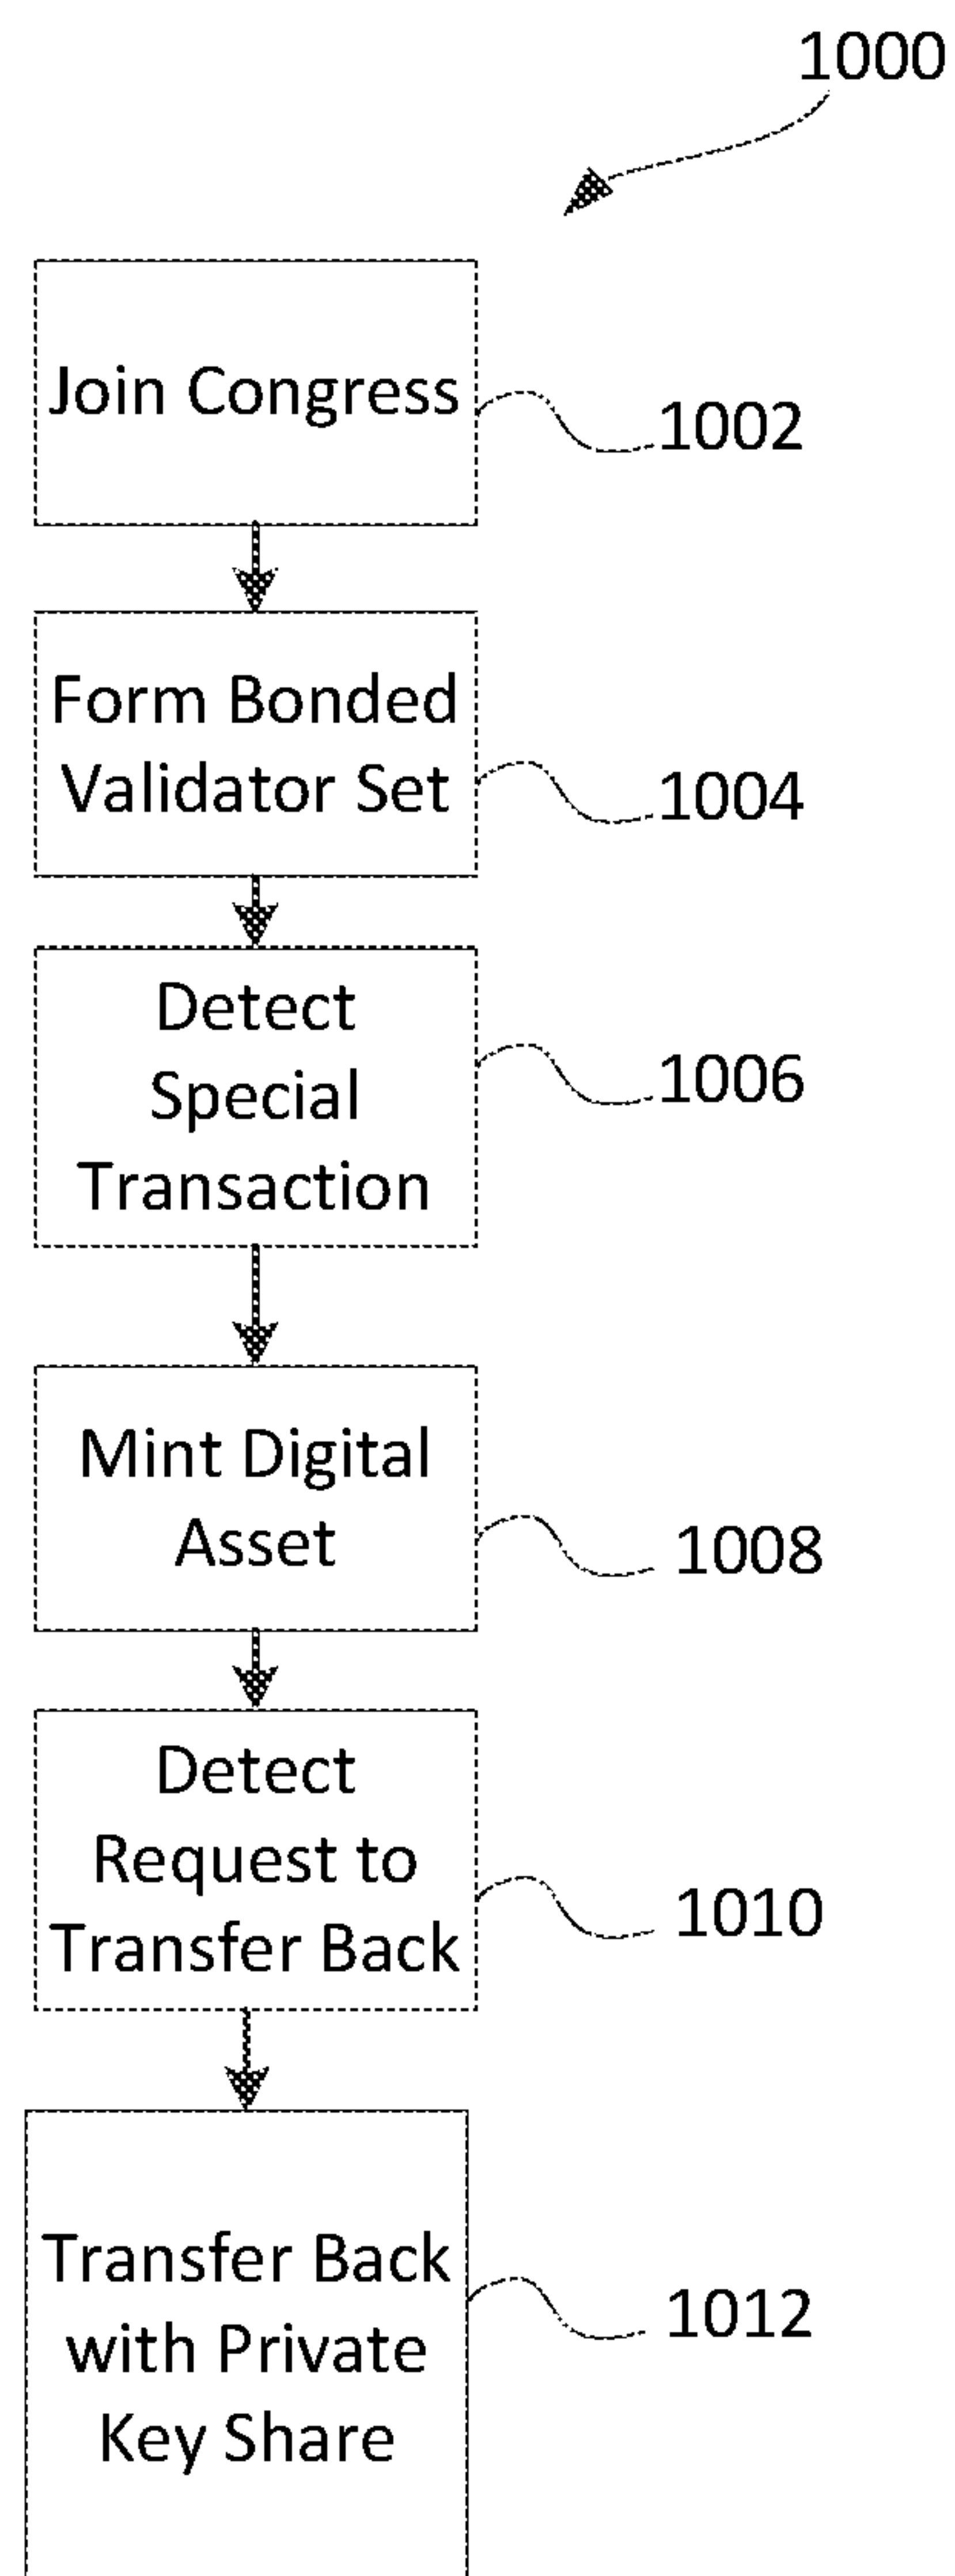 1000
Join Congress
1002
Form Bonded
Validator Set
1004
Detect
Special
Transaction
1006
Mint Digital
Asset
1008
Detect
Request to
Transfer Back
1010
Transfer Back
with Private
Key Share
1012